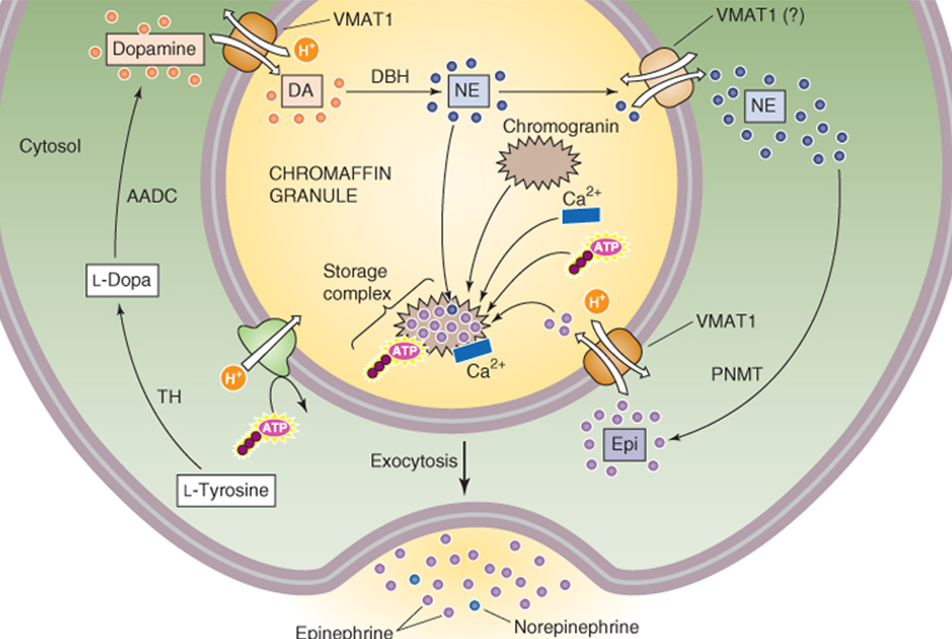 VMAT1
VMAT1 (?)
Dopamine
H+
DA
DBH
NE
NE
Cytosol
Chromogranin
AADC
CHROMAFFIN
GRANULE
Ca2+
ATP
L-Dopa
Storage
complex
H+
VMAT1
ATP
Ca2+
H+
PNMT
TH
ATP
Epi
Exocytosis
L-Tyrosine
Epinephrine
Norepinephrine